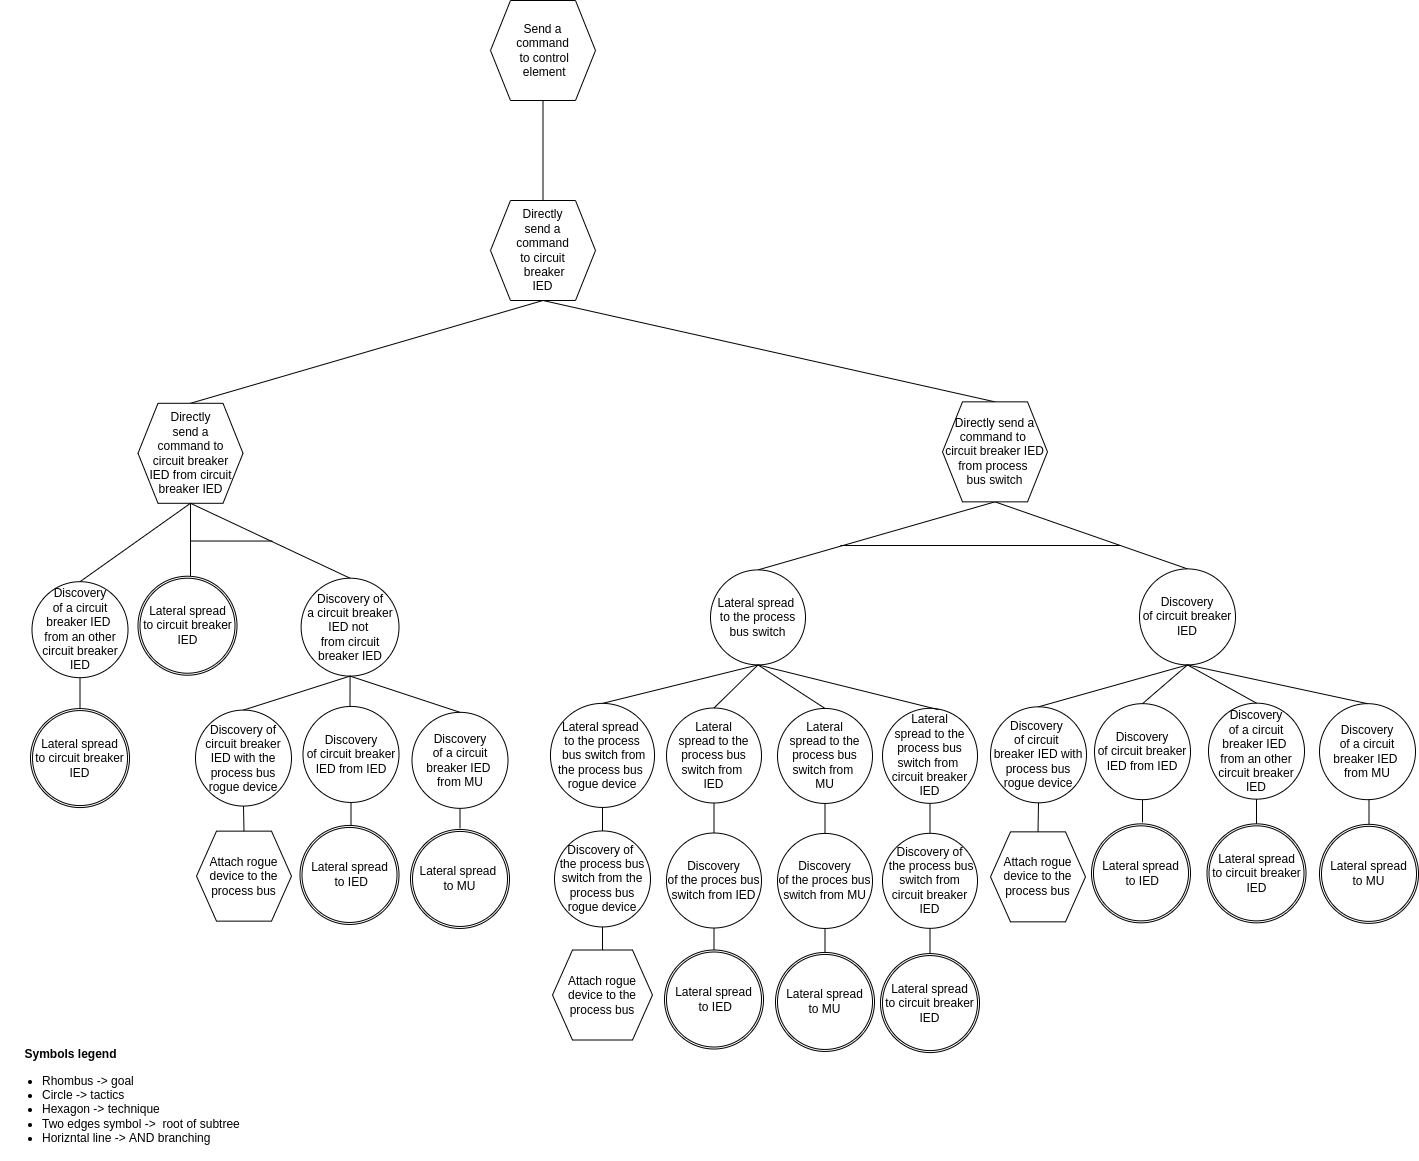 Send a
command
to control
element
Directly
send a
command
to circuit
breaker
IED
Directly
send a
command to
circuit breaker
IED from circuit
breaker IED
Directly send a
command to
circuit breaker IED
from process
bus switch
Discovery
of a circuit
breaker IED
from an other
circuit breaker
IED
Lateral spread
to circuit breaker
IED
Discovery of
a circuit breaker
IED not
from circuit
breaker IED
Lateral spread
to the process
bus switch
Discovery
of circuit breaker
IED
Lateral spread
to circuit breaker
IED
Discovery of
circuit breaker
IED with the
process bus
rogue device
Discovery
of circuit breaker
IED from IED
Discovery
of a circuit
breaker IED
from MU
Lateral spread
to the process
bus switch from
the process bus
rogue device
Lateral
spread to the
process bus
switch from
IED
Lateral
spread to the
process bus
switch from
MU
Lateral
spread to the
process bus
switch from
circuit breaker
IED
Discovery
of circuit
breaker IED with
process bus
rogue device
Discovery
of circuit breaker
IED from IED
Discovery
of a circuit
breaker IED
from an other
circuit breaker
IED
Discovery
of a circuit
breaker IED
from MU
Attach rogue
device to the
process bus
Lateral spread
to IED
Lateral spread
to MU
Discovery of
the process bus
switch from the
process bus
rogue device
Discovery
of the proces bus
switch from IED
Discovery
of the proces bus
switch from MU
Discovery of
the process bus
switch from
circuit breaker
IED
Attach rogue
device to the
process bus
Lateral spread
to IED
Lateral spread
to circuit breaker
IED
Lateral spread
to MU
Attach rogue
device to the
process bus
Lateral spread
to IED
Lateral spread
to MU
Lateral spread
to circuit breaker
IED
Symbols legend
• Rhombus -> goal
• Circle -> tactics
• Hexagon -> technique
• Two edges symbol -> root of subtree
• Horizntal line -> AND branching